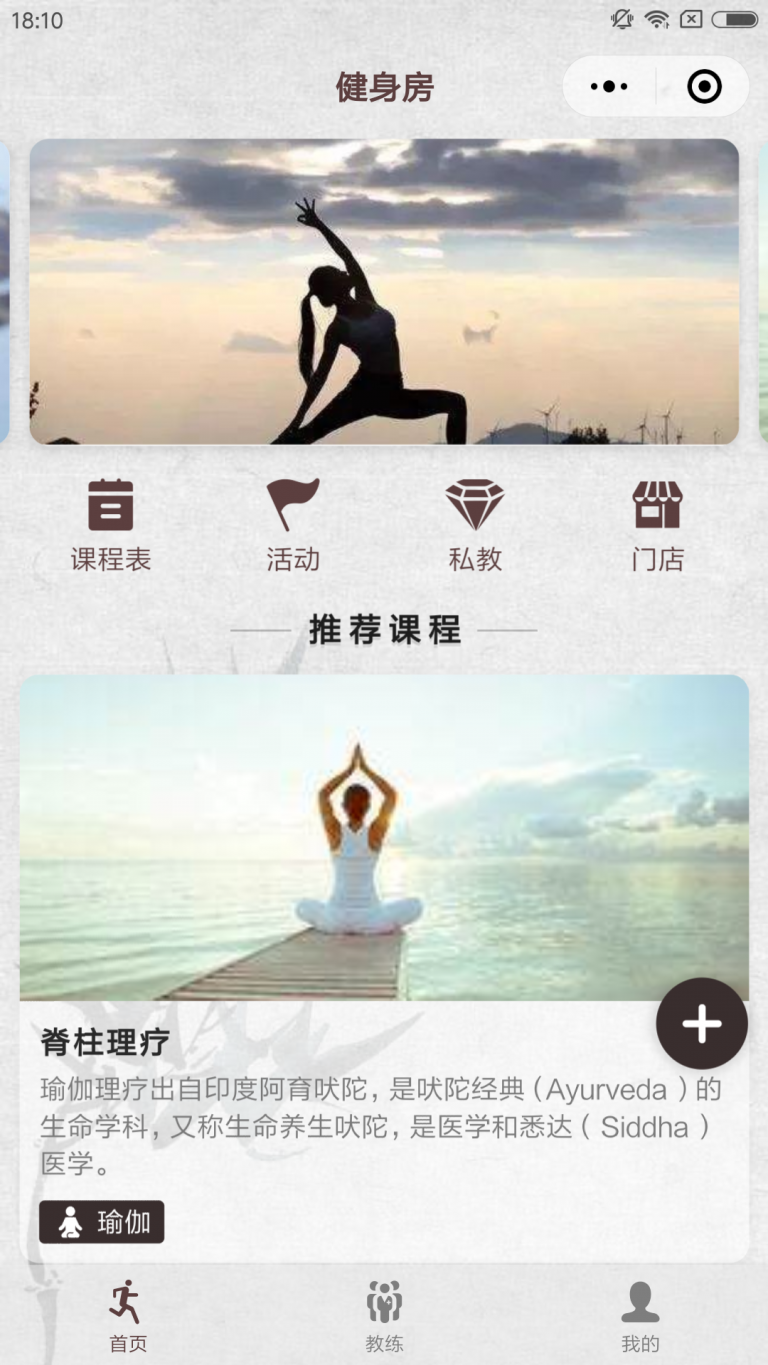 18:10
健身房
课程表
活动
私教
门店
推荐课程
脊柱理疗
瑜伽理疗出自印度阿育吠陀，是吠陀经典（Ayurveda ）的
生命学科，又称生命养生吠陀，是医学和悉达（ Siddha ）
医学。
瑜伽
首页
教练
我的